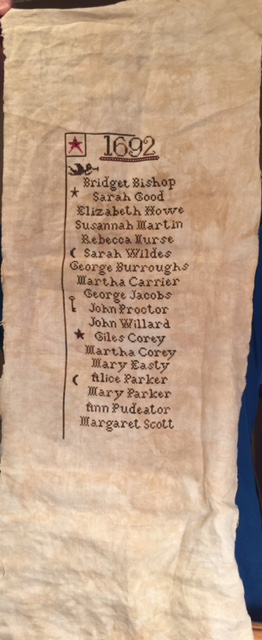 1692
Bridget Bishop
Sarah Good
Elizabeth Howe
Susannah Martin
Rebecca Nurse
Sarah Wildes
George Burroughs
Martha Carrier
George Jacobs
John Proctor
John Willard
Giles Corey
Martha Corey
Mary Easty
Alice Parker
Mary Parker
Ann Pudeator
Margaret Scott